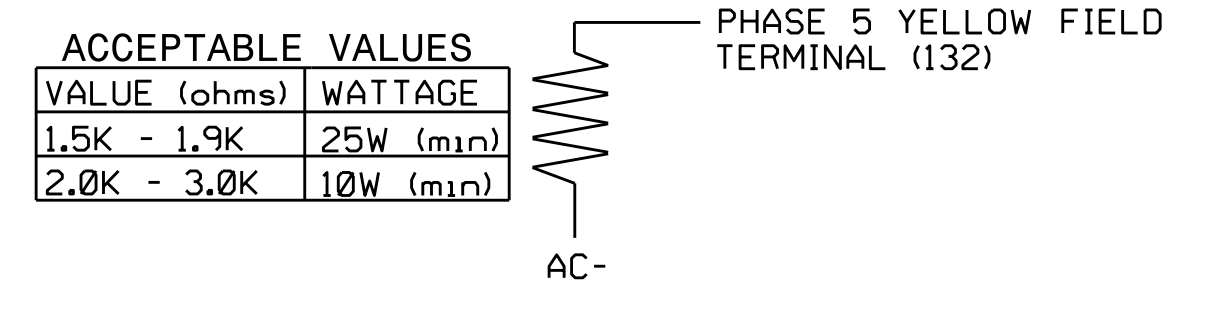 ACCEPTABLE VALUES
VALUE (ohms) WATTAGE
1.5K - 1.9K 25W (min)
2.0K - 3.0K 10W (min)
PHASE 5 YELLOW FIELD
TERMINAL (132)
AC-